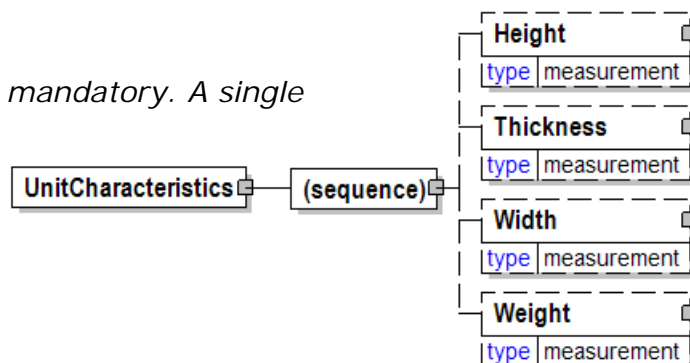 Height
type measurement
mandatory. A single
Thickness
type measurement
UnitCharacteristics (sequence)
Width
type measurement
Weight
type measurement